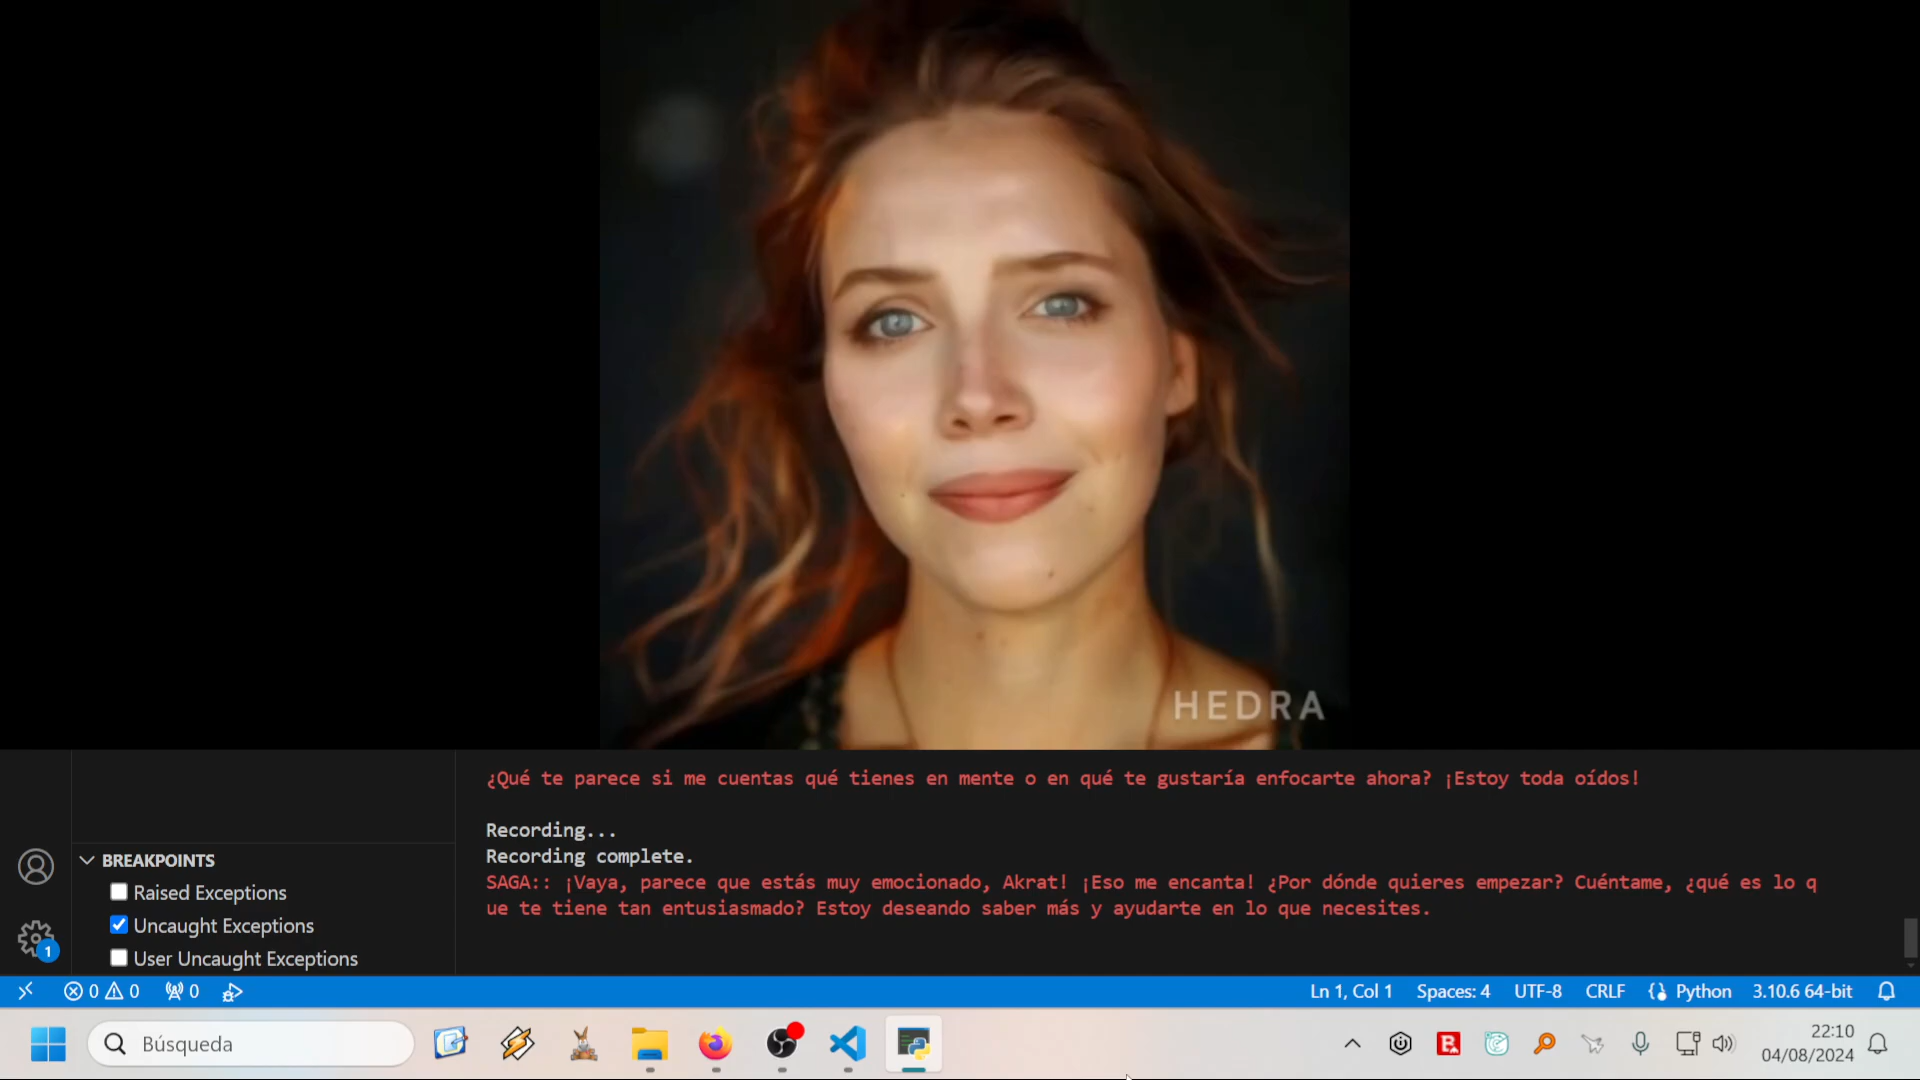 HEDRA
¿Qué te parece si me cuentas qué tienes en mente o en qué te gustaría enfocarte ahora? ¡Estoy toda oídos!
Recording...
Recording complete.
SAGA:: ¡Vaya, parece que estás muy emocionado, Akrat! ¡Eso me encanta! ¿Por dónde quieres empezar? Cuéntame, ¿qué es lo q
ue te tiene tan entusiasmado? Estoy deseando saber más y ayudarte en lo que necesites.
BREAKPOINTS
Raised Exceptions
Uncaught Exceptions
User Uncaught Exceptions
1
0 0 0 Ln 1, Col 1 Spaces: 4 UTF-8 CRLF Python 3.10.6 64-bit
Búsqueda
22:10
04/08/2024